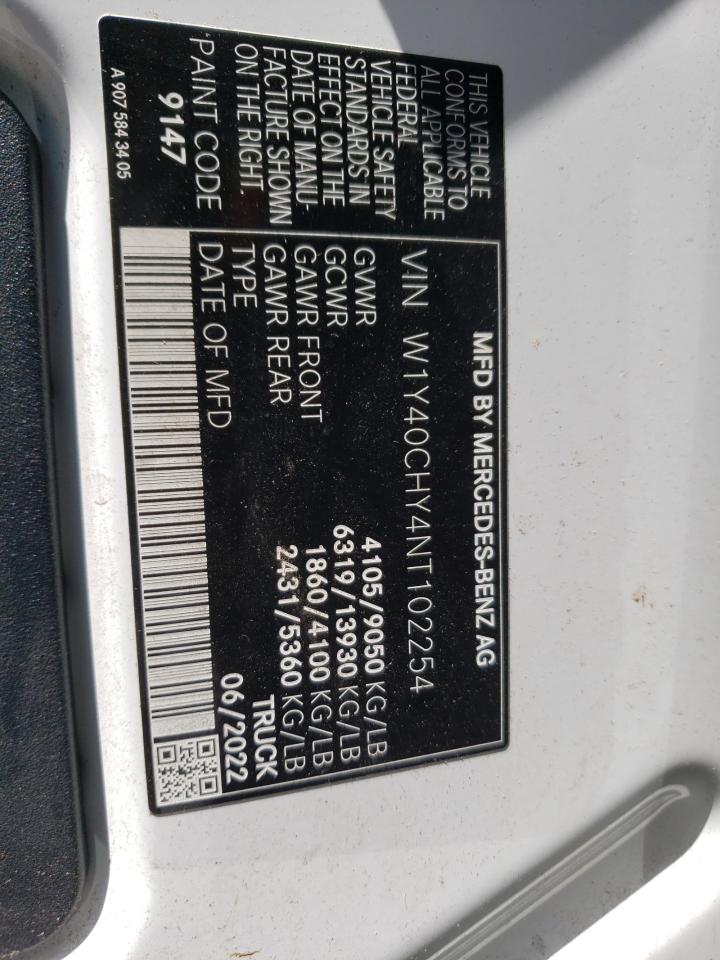 THIS VEHICLE
CONFORMS TO
ALL APPLICABLE
FEDERAL
VEHICLE SAFETY
STANDARDS IN
EFFECT ON THE
DATE OF MANU-
FACTURE SHOWN
ON THE RIGHT.
PAINT CODE
9147
A 907 584 34 05
MFD BY MERCEDES-BENZ AG
VIN W1Y40CHY4NT102254
GVWR 4105/9050 KG/LB
GCWR 6319/13930 KG/LB
GAWR FRONT 1860/4100 KG/LB
GAWR REAR 2431/5360 KG/LB
TYPE TRUCK
DATE OF MFD 06/2022